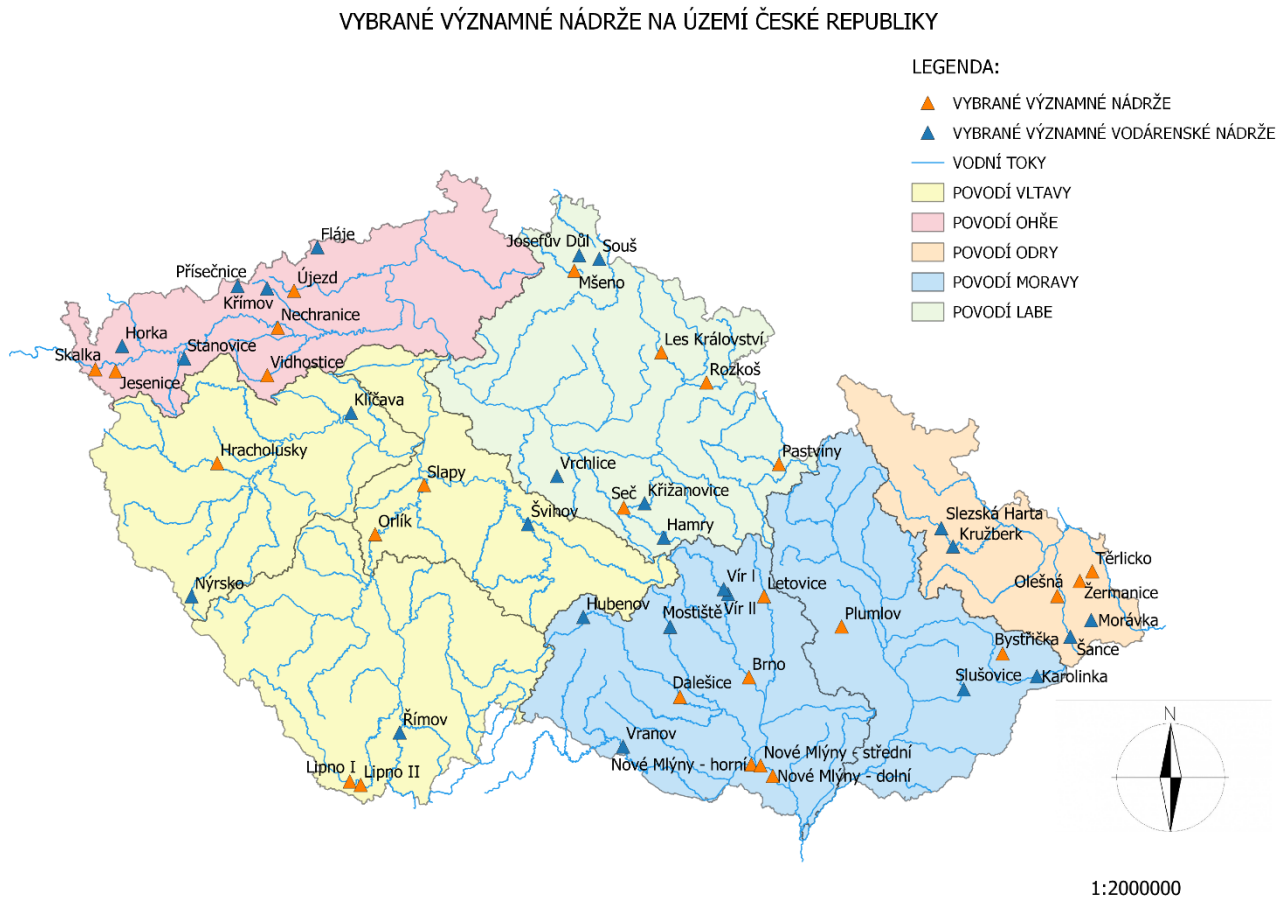 VYBRANÉ VÝZNAMNÉ NÁDRŽE NA ÚZEMÍ ČESKÉ REPUBLIKY
LEGENDA:
VYBRANÉ VÝZNAMNÉ NÁDRŽE
VYBRANÉ VÝZNAMNÉ VODÁRENSKÉ NÁDRŽE
VODNÍ TOKY
POVODÍ VLTAVY
POVODÍ OHŘE
POVODÍ ODRY
POVODÍ MORAVY
POVODÍ LABE
Fláje
Josefův Důl
Souš
Přísečnice
Újezd
Mšeno
Křímov
Nechranice
Horka
Stanovice
Les Království
Skalka
Vidhostice
Rozkoš
Jesenice
Klíčava
Hracholusky
Pastviny
Vrchlice
Slapy
Seč
Křižanovice
Švihov
Slezská Harta
Orlík
Hamry
Kružberk
Těrlicko
Nýrsko
Vír I
Letovice
Olešná
Žermanice
Hubenov
Mostiště
Vír II
Plumlov
Morávka
Bystřička
Šance
Brno
Slušovice
Karolinka
Dalešice
Římov
Vranov
N
Nové Mlýny - střední
Nové Mlýny - horní
Lipno I
Lipno II
Nové Mlýny - dolní
1:2000000